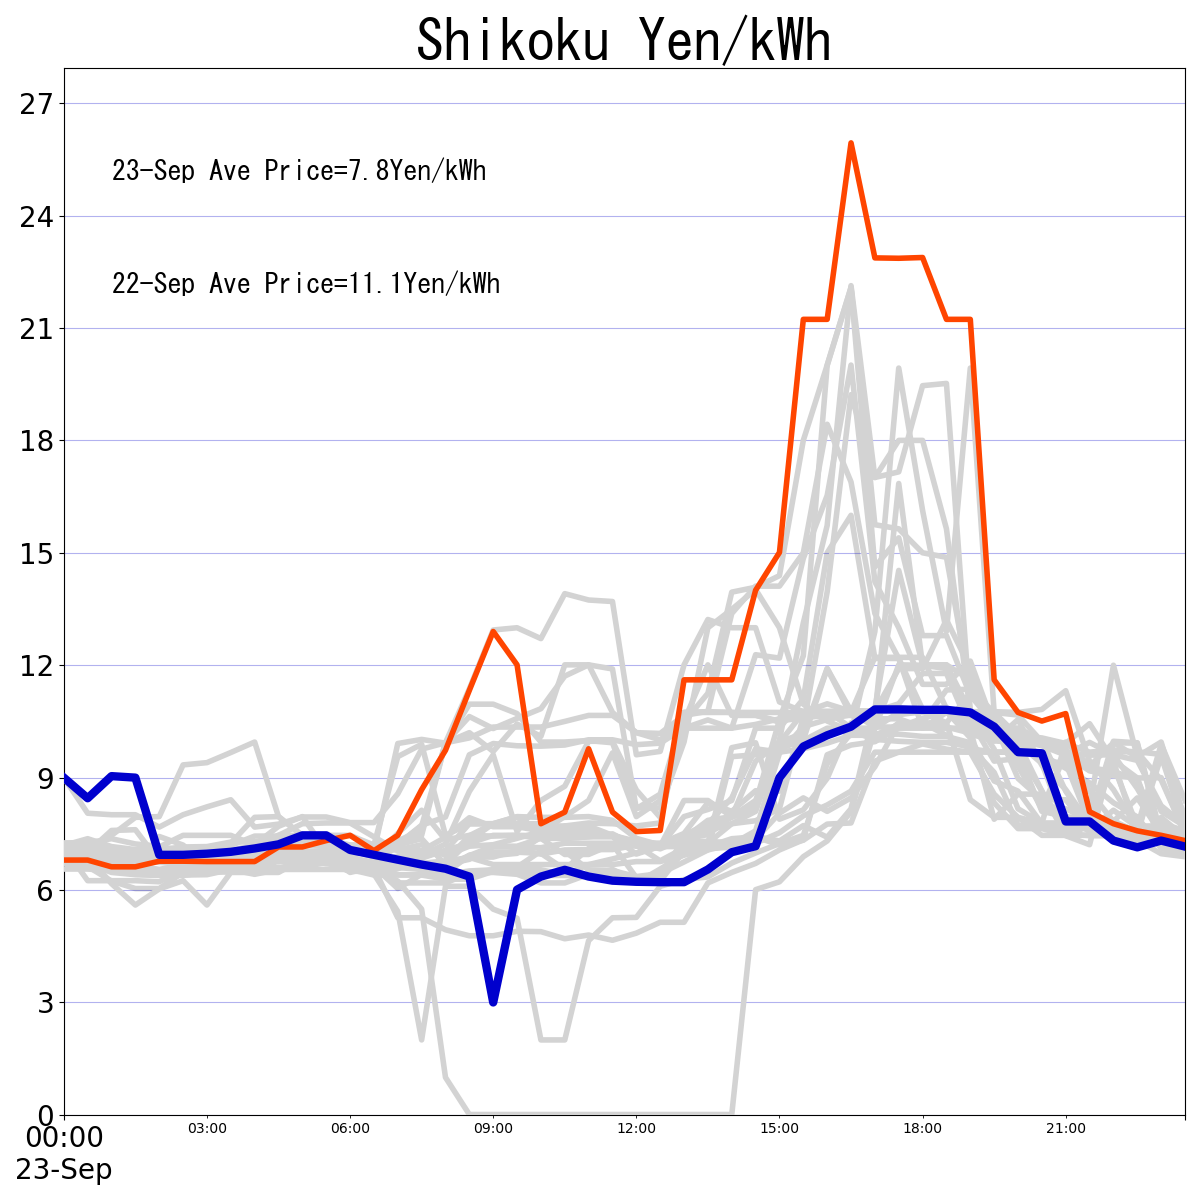 Shikoku Yen/kWh
27
23-Sep Ave Price=7.8Yen/kWh
24
22-Sep Ave Price=11.1Yen/kWh
21
18
15
12
9
6
3
0
00:00 03:00 06:00 09:00 12:00 15:00 18:00 21:00
23-Sep